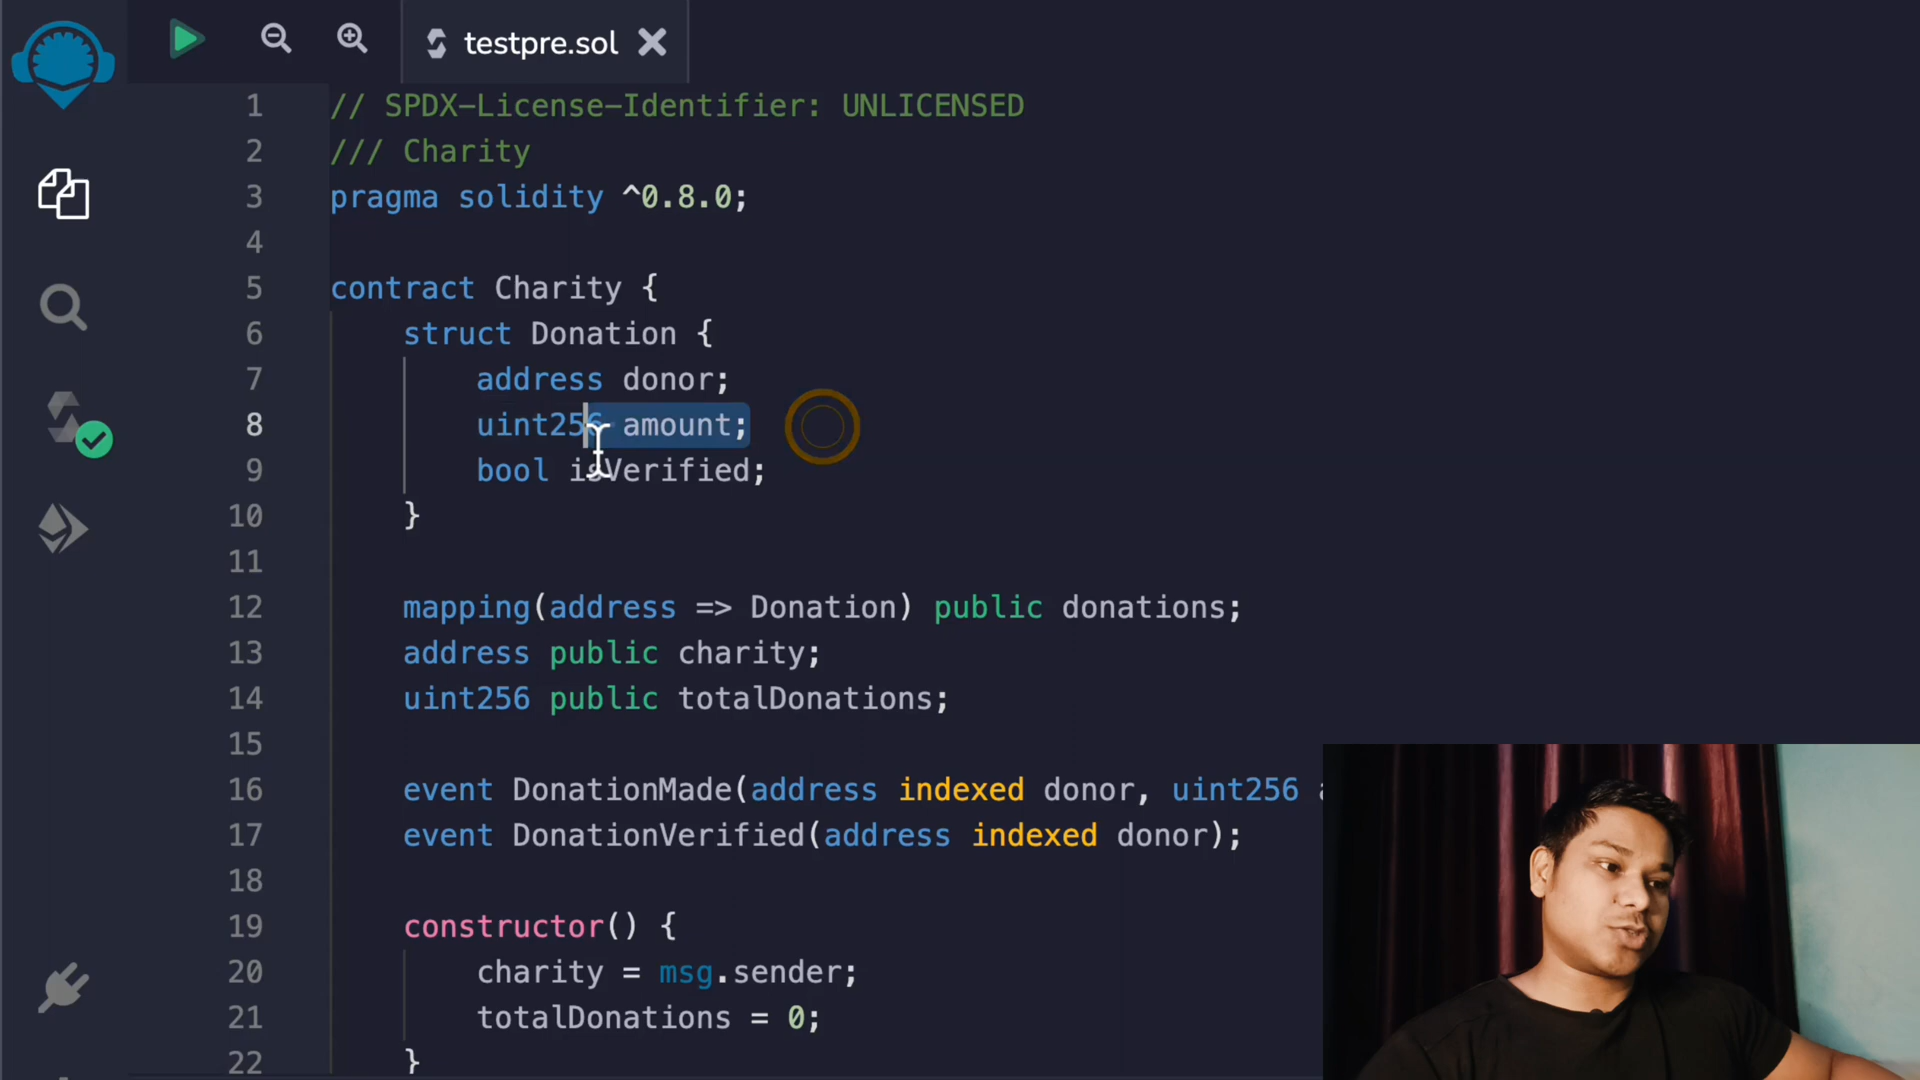 testpre.sol
1 // SPDX-License-Identifier: UNLICENSED
2 /// Charity
3 pragma solidity ^0.8.0;
4
5 contract Charity {
6 struct Donation {
7 address donor;
8 uint256 amount;
9 bool isVerified;
10 }
11
12 mapping(address => Donation) public donations;
13 address public charity;
14 uint256 public totalDonations;
15
16 event DonationMade(address indexed donor, uint256
17 event DonationVerified(address indexed donor);
18
19 constructor() {
20 charity = msg.sender;
21 totalDonations = 0;
22 }